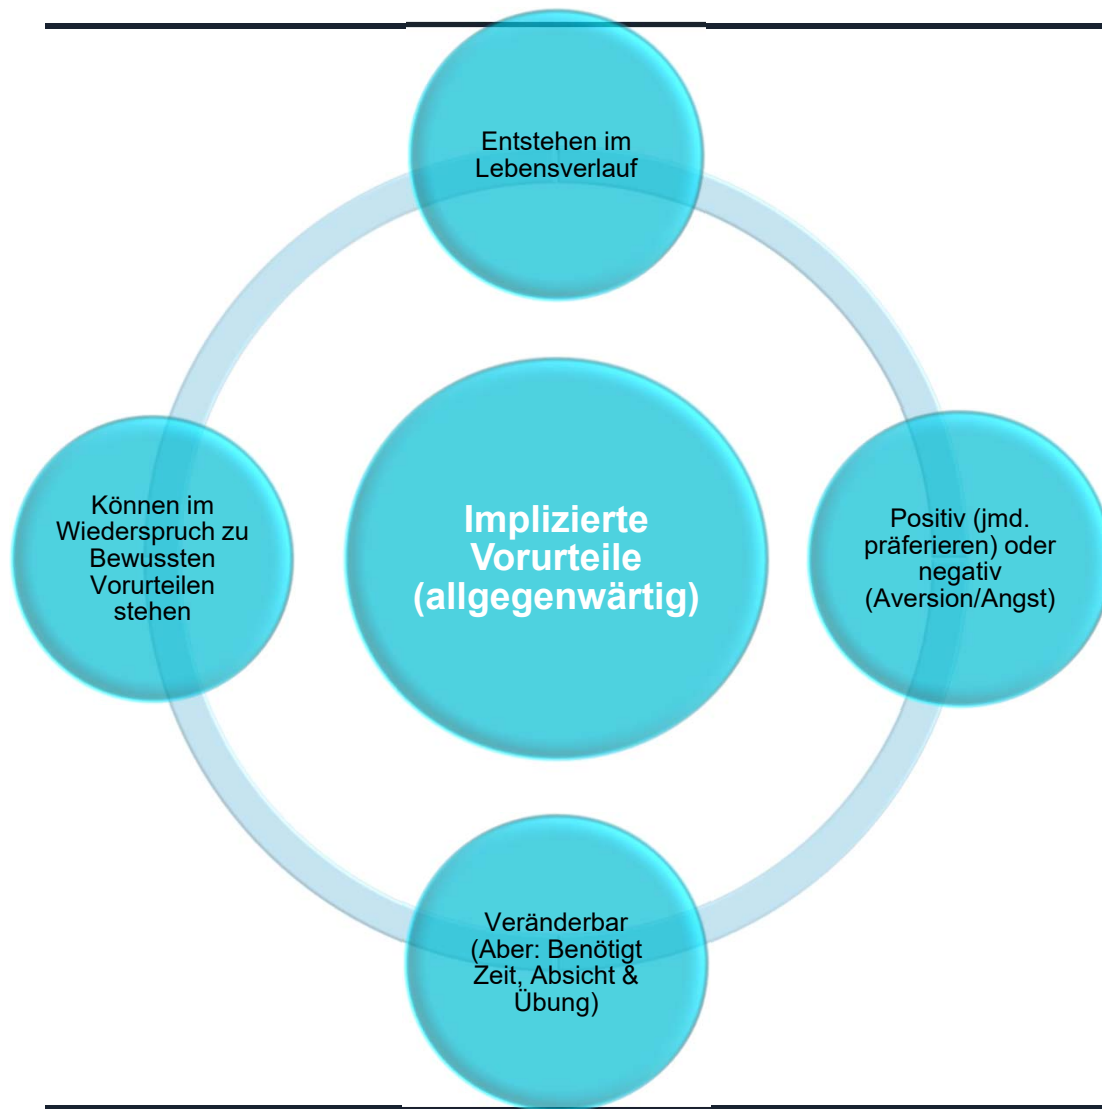 Entstehen im
Lebensverlauf
Können im
Wiederspruch zu
Bewussten
Vorurteilen
stehen
Implizierte
Vorurteile
(allgegenwärtig)
Positiv (jmd.
präferieren) oder
negativ
(Aversion/Angst)
Veränderbar
(Aber: Benötigt
Zeit, Absicht &
Übung)